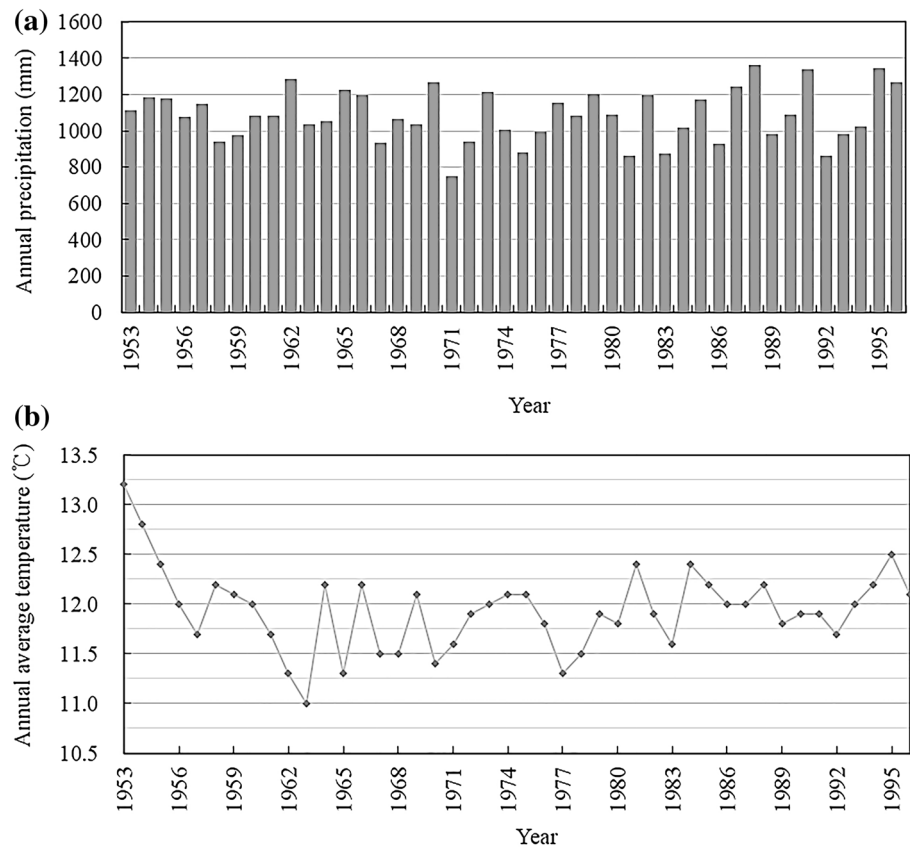 (a)
Annual precipitation (mm)
1600
1400
1200
1000
800
600
400
200
0
1953 1956 1959 1962 1965 1968 1971 1974 1977 1980 1983 1986 1989 1992 1995
Year
(b)
Annual average temperature (℃)
13.5
13.0
12.5
12.0
11.5
11.0
10.5
1953 1956 1959 1962 1965 1968 1971 1974 1977 1980 1983 1986 1989 1992 1995
Year